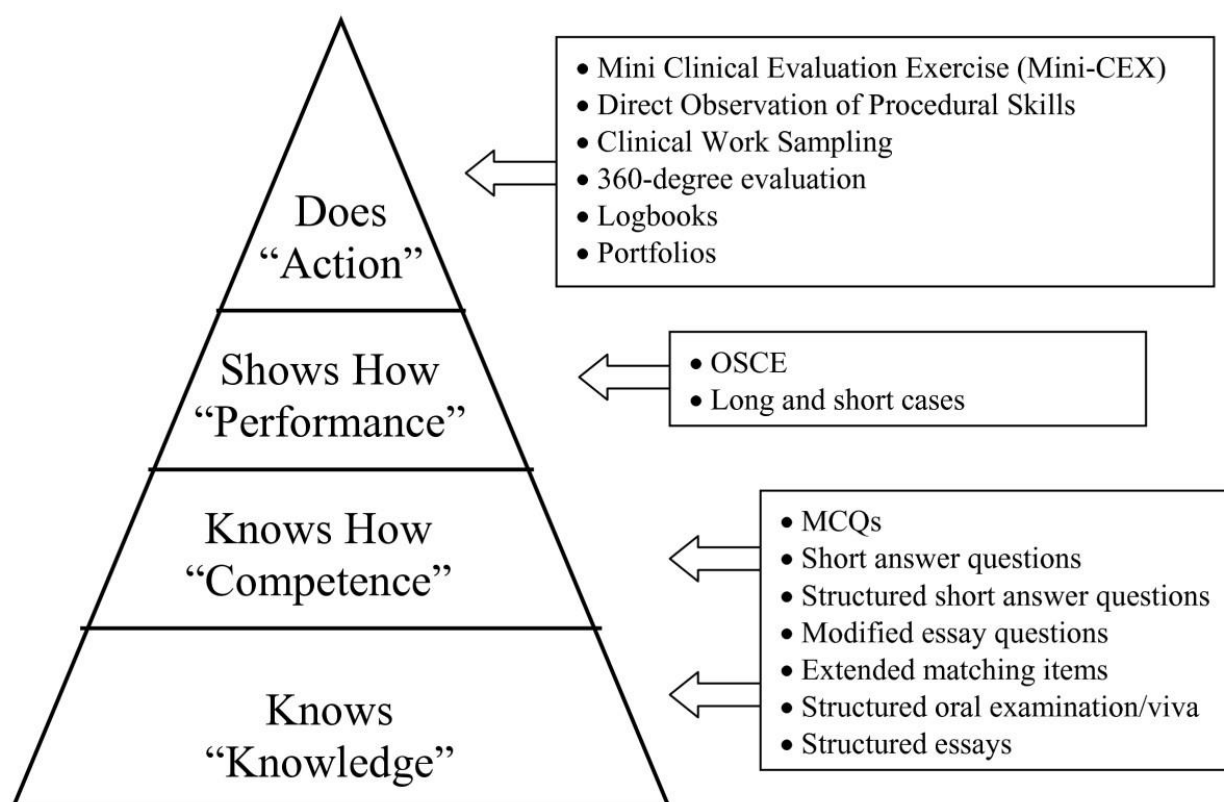 Does
“Action”
• Mini Clinical Evaluation Exercise (Mini-CEX)
• Direct Observation of Procedural Skills
• Clinical Work Sampling
• 360-degree evaluation
• Logbooks
• Portfolios
Shows How
“Performance”
• OSCE
• Long and short cases
Knows How
“Competence”
Knows
“Knowledge”
• MCQs
• Short answer questions
• Structured short answer questions
• Modified essay questions
• Extended matching items
• Structured oral examination/viva
• Structured essays